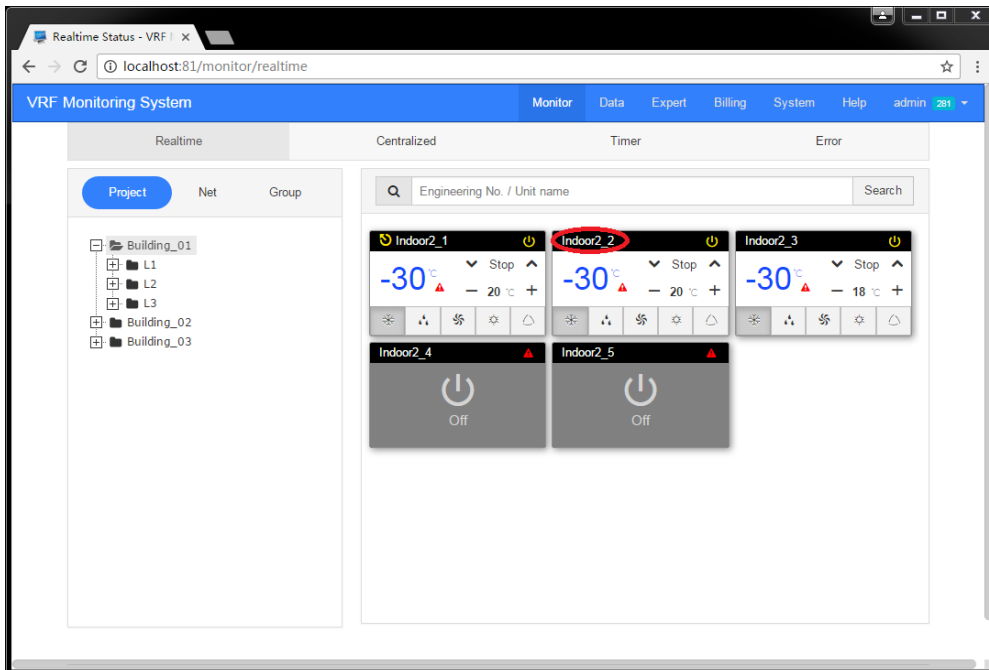 Realtime Status - VRF
localhost:81/monitor/realtime
VRF Monitoring System Monitor Data Expert Billing System Help admin 281
Realtime Centralized Timer Error
Project Net Group
Engineering No. / Unit name Search
Building_01
L1
L2
L3
Building_02
Building_03
Indoor2_1 Indoor2_2 Indoor2_3
Stop Stop Stop
-30℃ -30℃ -30℃
20 ℃ 20 ℃ 18 ℃
Indoor2_4 Indoor2_5
Off Off